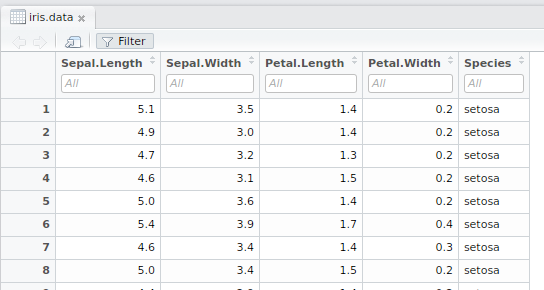 iris.data
Filter
Sepal.Length Sepal.Width Petal.Length Petal.Width Species
All All All All All
1 5.1 3.5 1.4 0.2 setosa
2 4.9 3.0 1.4 0.2 setosa
3 4.7 3.2 1.3 0.2 setosa
4 4.6 3.1 1.5 0.2 setosa
5 5.0 3.6 1.4 0.2 setosa
6 5.4 3.9 1.7 0.4 setosa
7 4.6 3.4 1.4 0.3 setosa
8 5.0 3.4 1.5 0.2 setosa